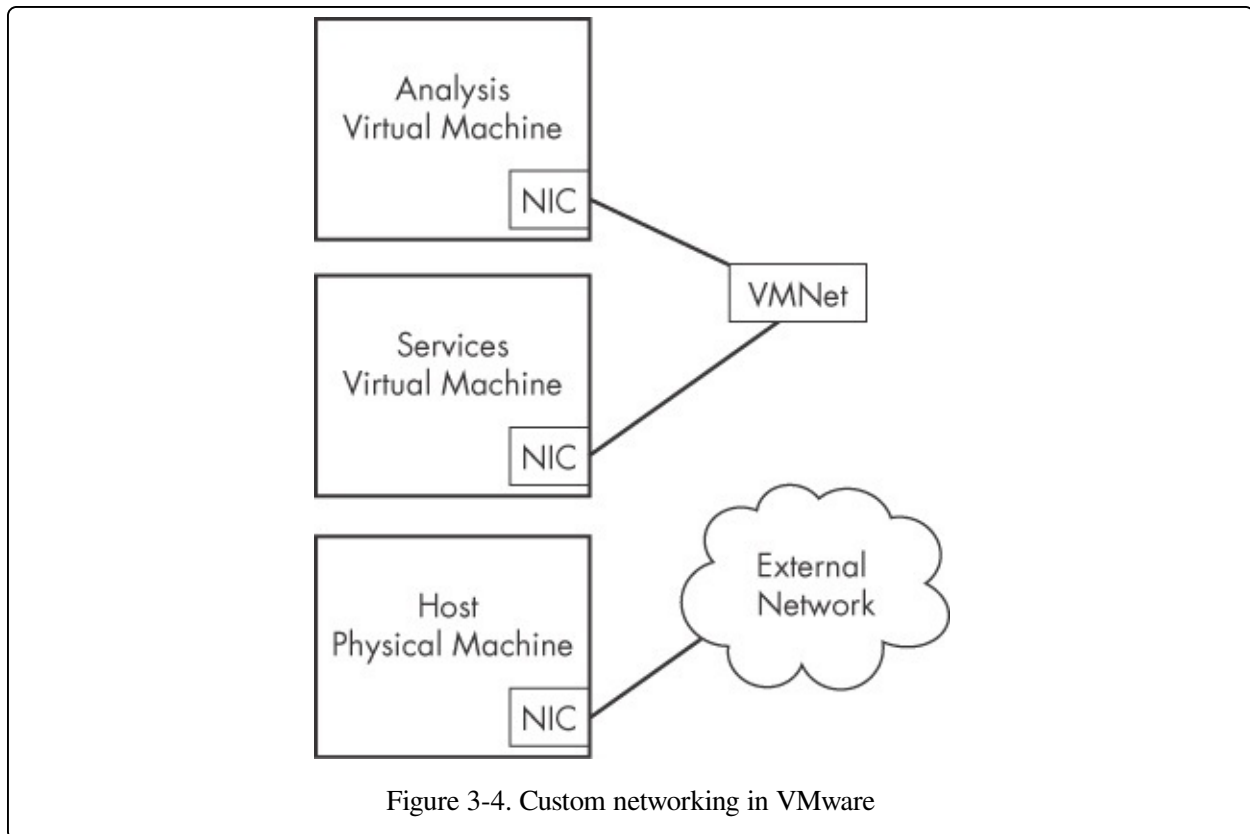 Analysis
Virtual Machine
NIC
VMNet
Services
Virtual Machine
NIC
External
Network
Host
Physical Machine
NIC
Figure 3-4. Custom networking in VMware